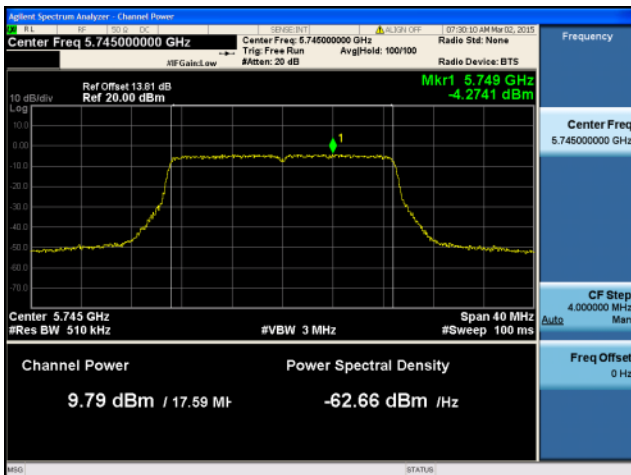 Agilent Spectrum Analyzer - Channel Power
RL RF 50 Ω DC SENSE:INT ALIGN OFF 07:30:10 AM Mar 02, 2015
Center Freq 5.745000000 GHz Center Freq: 5.745000000 GHz Radio Std: None Frequency
Trig: Free Run Avg|Hold: 100/100
#IFGain:Low #Atten: 20 dB Radio Device: BTS
Mkr1 5.749 GHz
Ref Offset 13.81 dB
10 dB/div Ref 20.00 dBm -4.2741 dBm
Log
10.0
1
0.00
-10.0
-20.0
-30.0
-40.0
-50.0
-60.0
-70.0
Center Freq
5.745000000 GHz
Center 5.745 GHz Span 40 MHz
#Res BW 510 kHz #VBW 3 MHz #Sweep 100 ms
CF Step
4.000000 MHz
Auto Man
Channel Power Power Spectral Density
9.79 dBm / 17.59 MH -62.66 dBm /Hz
Freq Offset
0 Hz
MSG STATUS